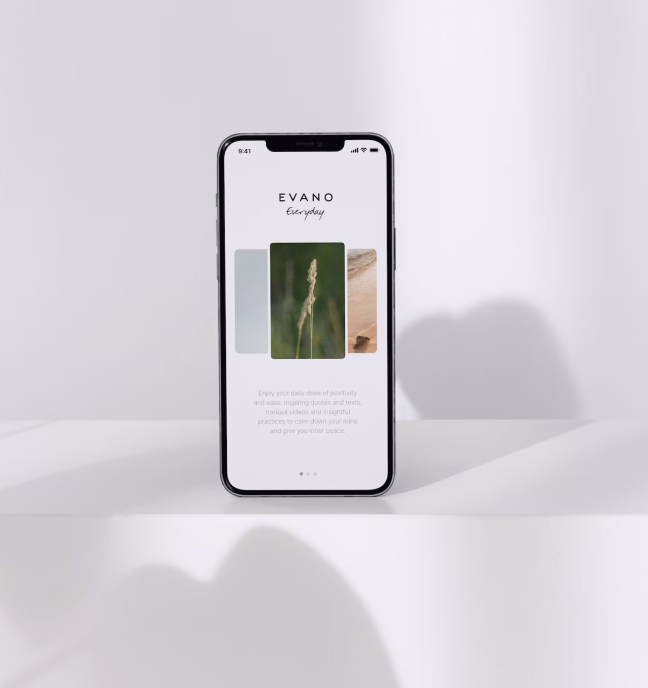 9:41
EVANO
Everyday
Enjoy your daily dose of positivity
and ease. Inspiring quotes and texts,
tranquil videos and insightful
practices to calm down your mind
and give you inner peace.